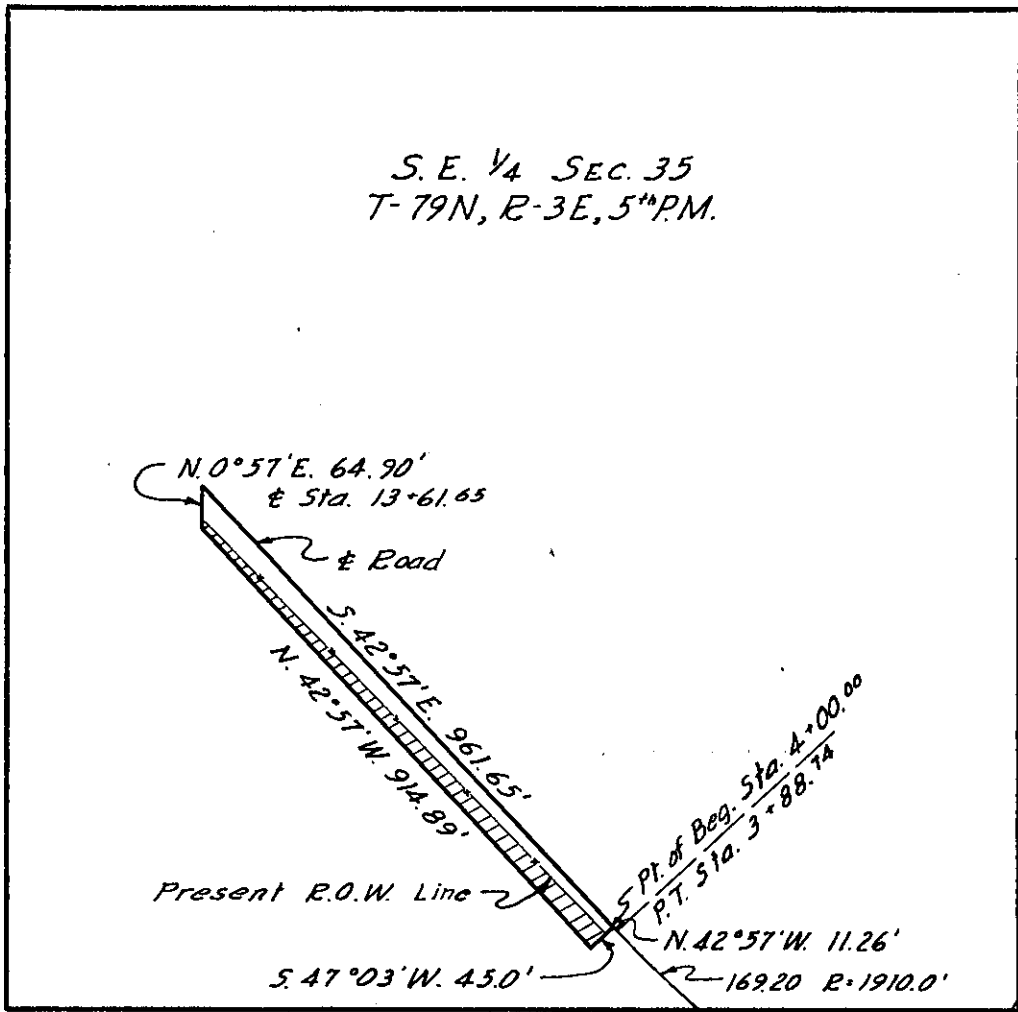 S.E. 1/4 SEC. 35
T-79N, R-3E, 5th P.M.
N. 0°57'E. 64.90'
℄ Sta. 13+61.65
℄ Road
S. 42°57'E. 961.65'
N. 42°57'W. 914.89'
Pt. of Beg. Sta. 4+00.00
P.T. Sta. 3+88.74
Present R.O.W. Line
N. 42°57'W. 11.26'
S. 47°03'W. 45.0'
169.20 R=1910.0'